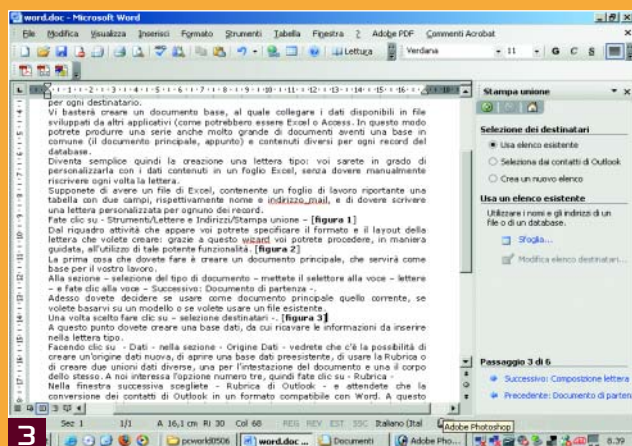 word.doc - Microsoft Word
File Modifica Visualizza Inserisci Formato Strumenti Tabella Finestra ? Adobe PDF Commenti Acrobat
Lettura Verdana 11 G C S
per ogni destinatario.
Vi basterà creare un documento base, al quale collegare i dati disponibili in file
sviluppati da altri applicativi (come potrebbero essere Excel o Access. In questo modo
potrete produrre una serie anche molto grande di documenti aventi una base in
comune (il documento principale, appunto) e contenuti diversi per ogni record del
database.
Diventa semplice quindi la creazione una lettera tipo: voi sarete in grado di
personalizzarla con i dati contenuti in un foglio Excel, senza dover manualmente
riscrivere ogni volta la lettera.
Supponete di avere un file di Excel, contenente un foglio di lavoro riportante una
tabella con due campi, rispettivamente nome e indirizzo_mail, e di dovere scrivere
una lettera personalizzata per ognuno dei record.
Fate clic su - Strumenti/Lettere e Indirizzi/Stampa unione – [figura 1]
Dal riquadro attività che appare voi potrete specificare il formato e il layout della
lettera che volete creare: grazie a questo wizard voi potrete procedere, in maniera
guidata, all'utilizzo di tale potente funzionalità. [figura 2]
La prima cosa che dovete fare è creare un documento principale, che servirà come
base per il vostro lavoro.
Alla sezione – selezione del tipo di documento – mettete il selettore alla voce – lettere
– e fate clic alla voce – Successivo: Documento di partenza -.
Adesso dovete decidere se usare come documento principale quello corrente, se
volete basarvi su un modello o se volete usare un file esistente.
Una volta scelto fare clic su – selezione destinatari -. [figura 3]
A questo punto dovete creare una base dati, da cui ricavare le informazioni da inserire
nella lettera tipo.
Facendo clic su - Dati - nella sezione - Origine Dati - vedrete che c'è la possibilità di
creare un'origine dati nuova, di aprire una base dati preesistente, di usare la Rubrica o
di creare due unioni dati diverse, una per l'intestazione del documento e una il corpo
dello stesso. A noi interessa l'opzione numero tre, quindi fate clic su - Rubrica -
Nella finestra successiva scegliete - Rubrica di Outlook - e attendete che la
conversione dei contatti di Outlook in un formato compatibile con Word. A questo
Stampa unione
Selezione dei destinatari
Usa elenco esistente
Seleziona dai contatti di Outlook
Crea un nuovo elenco
Usa un elenco esistente
Utilizzare i nomi e gli indirizzi di un
file o di un database.
Sfoglia...
Modifica elenco destinatari...
Passaggio 3 di 6
Successivo: Composizione lettera
Precedente: Documento di parten
Sez 1 1/1 A 16,1 cm RI 30 Col 68 REG REV EST SSC Italiano (Ital
Adobe Photoshop
3
pcworld0506 word.doc ... Documenti Adobe Pho... 8.37